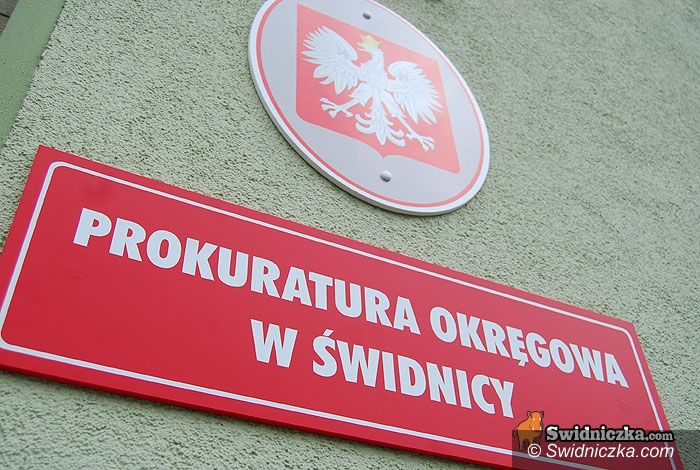 PROKURATURA OKRĘGOWA
W ŚWIDNICY
Swidniczka.com
© Swidniczka.com